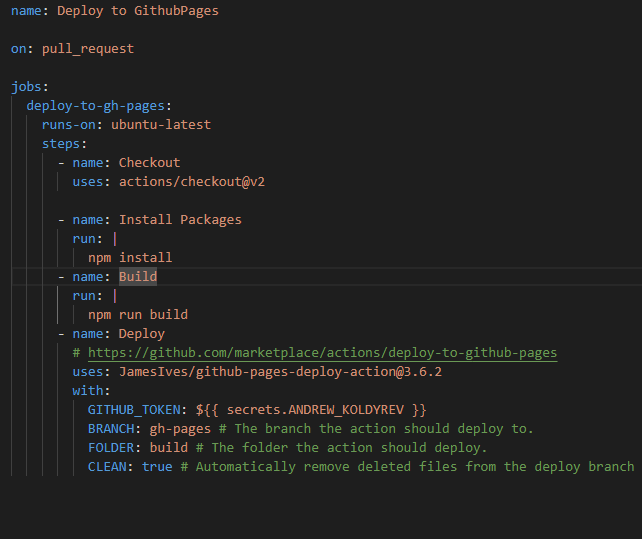 name: Deploy to GithubPages
on: pull_request
jobs:
deploy-to-gh-pages:
runs-on: ubuntu-latest
steps:
- name: Checkout
uses: actions/checkout@v2
- name: Install Packages
run: |
npm install
- name: Build
run: |
npm run build
- name: Deploy
# https://github.com/marketplace/actions/deploy-to-github-pages
uses: JamesIves/github-pages-deploy-action@3.6.2
with:
GITHUB_TOKEN: ${{ secrets.ANDREW_KOLDYREV }}
BRANCH: gh-pages # The branch the action should deploy to.
FOLDER: build # The folder the action should deploy.
CLEAN: true # Automatically remove deleted files from the deploy branch